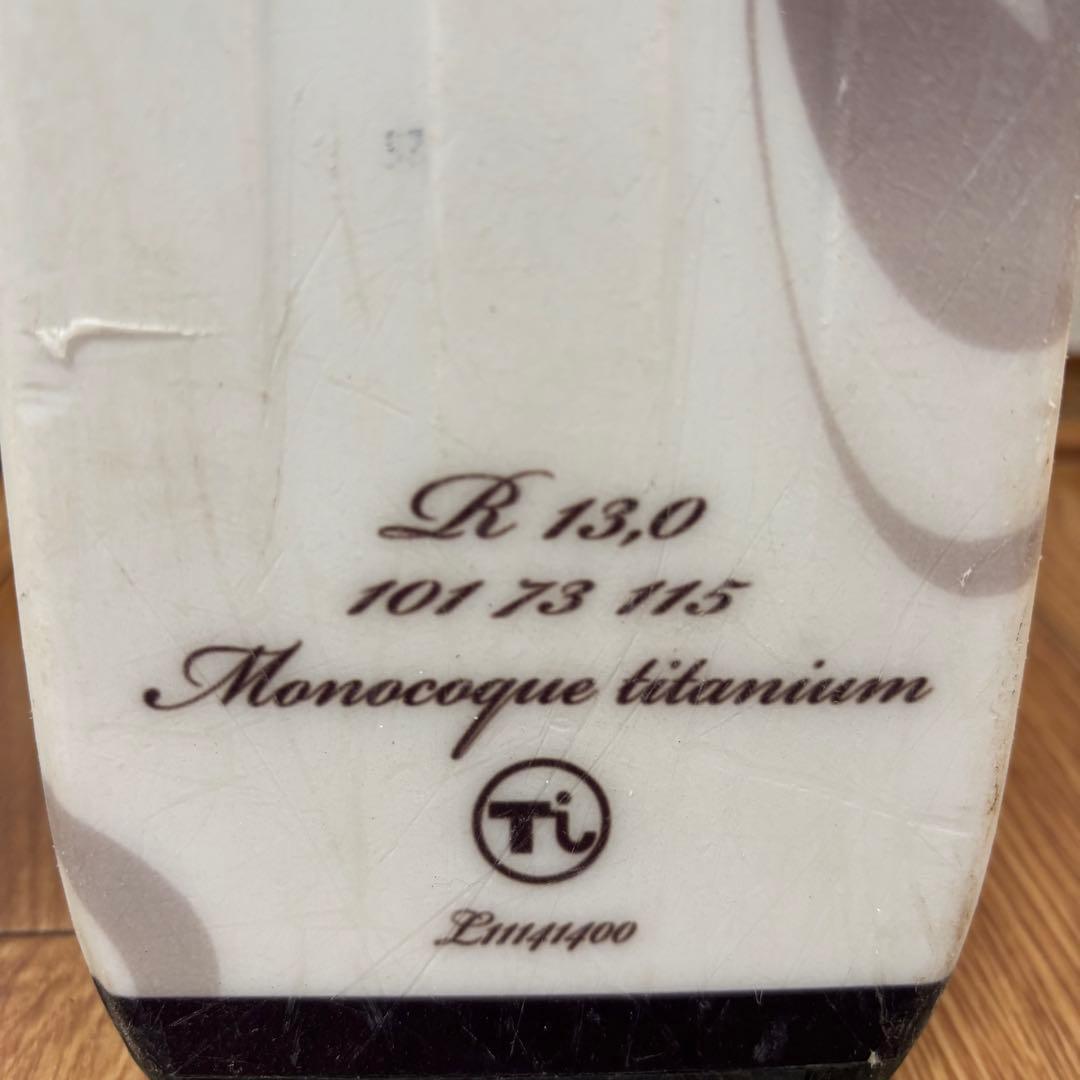 R 13,0
101 73 115
Monocoque titanium
Ti
L11141400